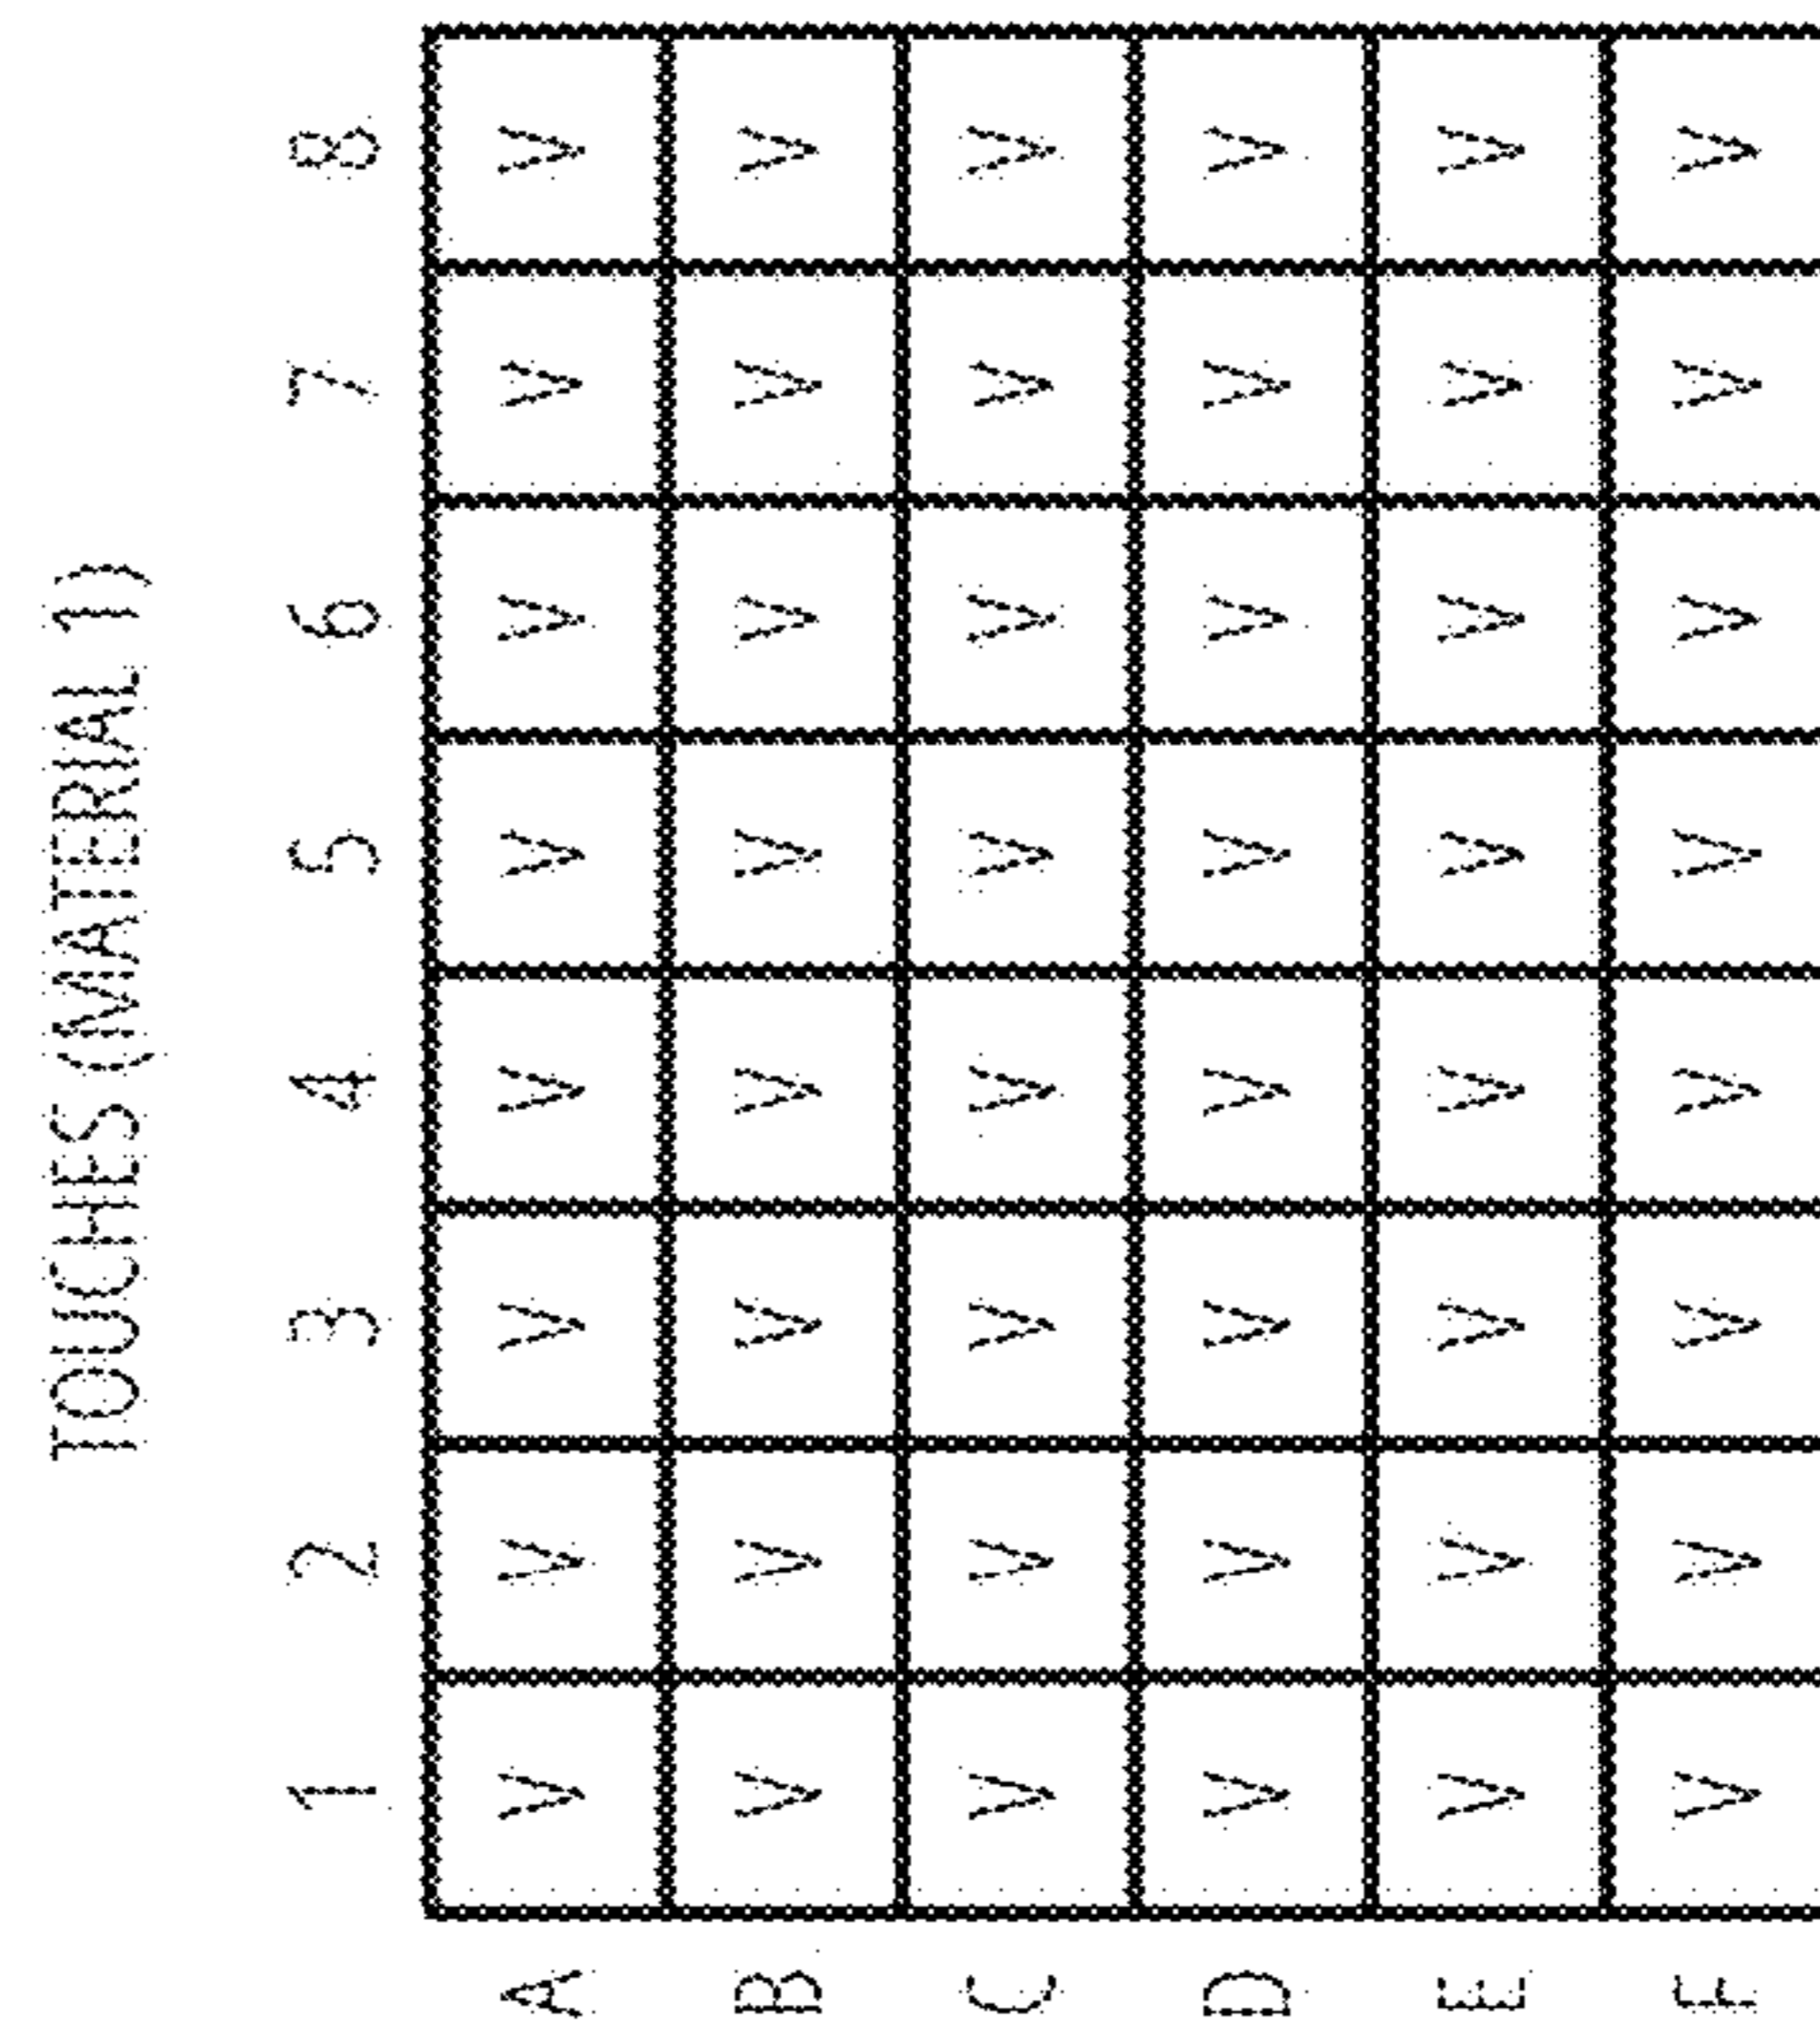 TOUCHES (MATERIAL 1)
1 2 3 4 5 6 7 8
A V V V V V V V V
B V V V V V V V V
C V V V V V V V V
D V V V V V V V V
E V V V V V V V V
F V V V V V V V V